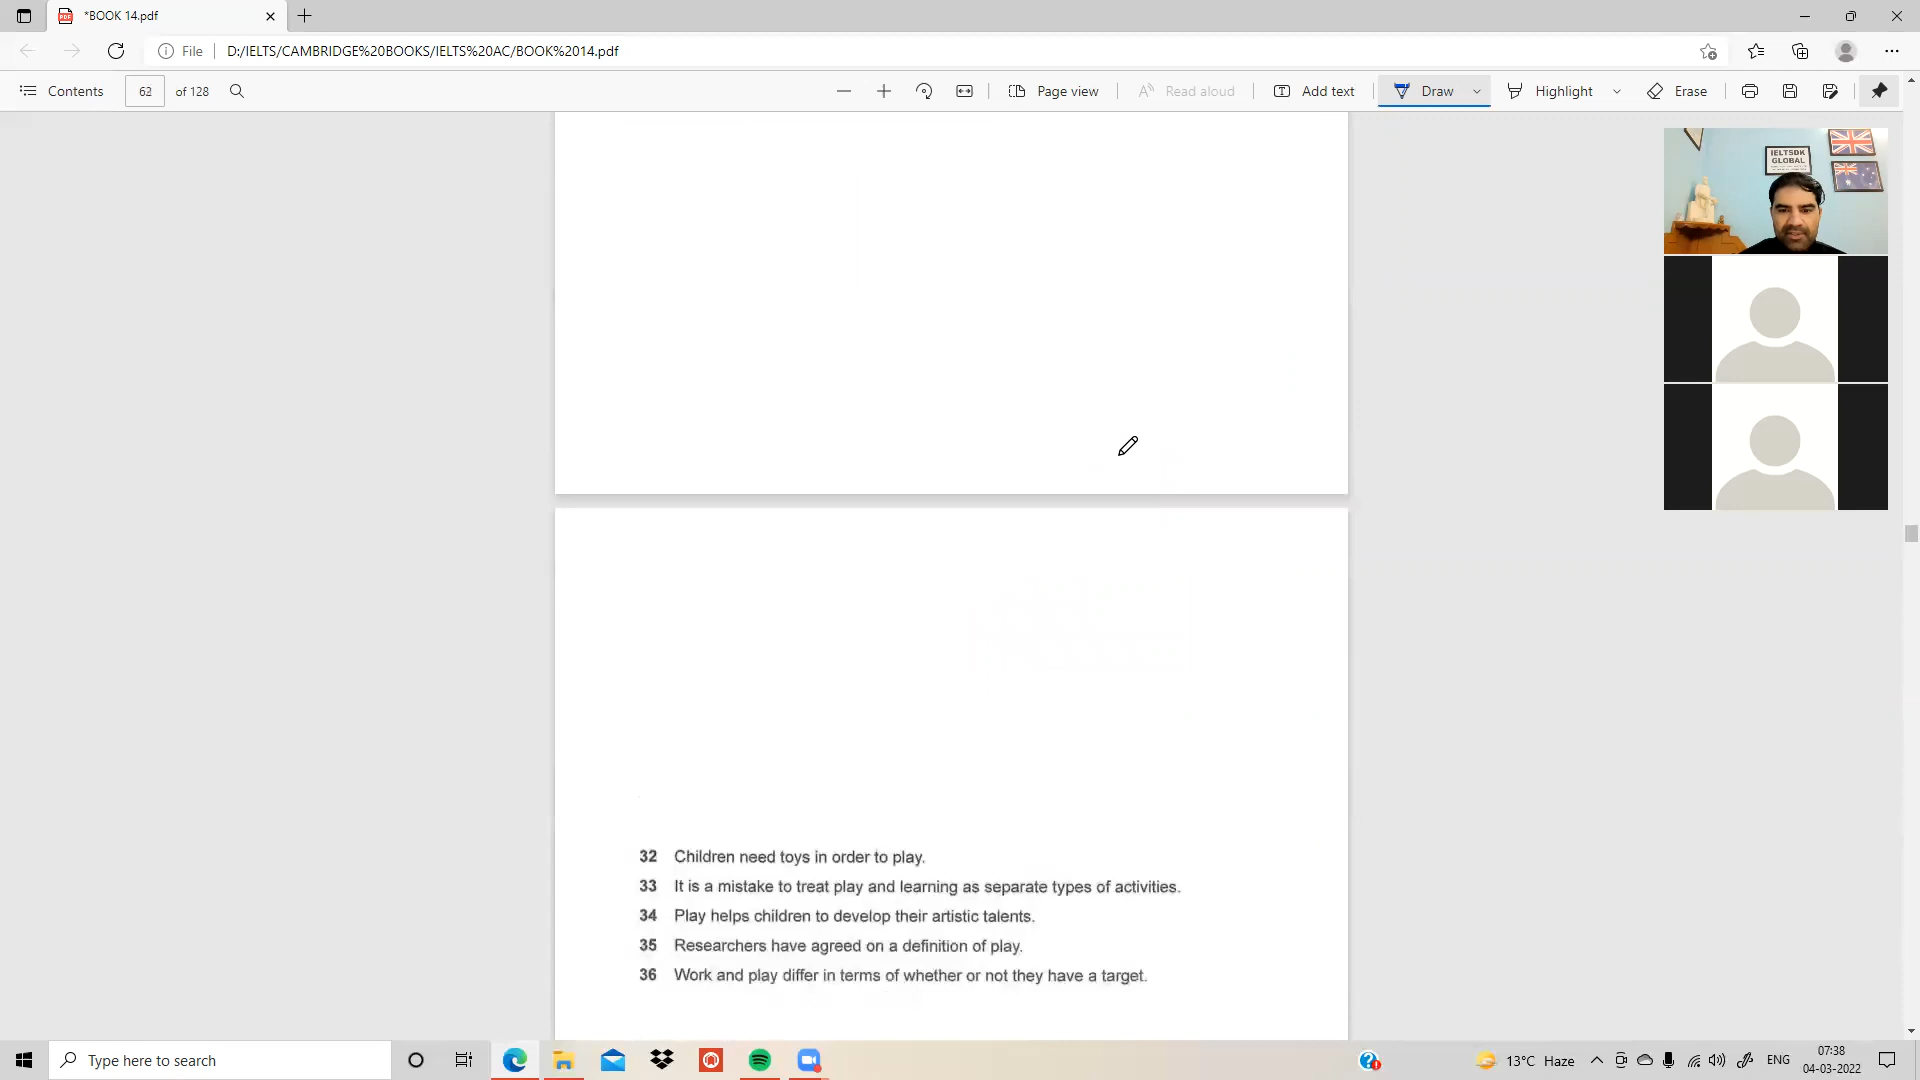 *BOOK 14.pdf
File
D:/IELTS/CAMBRIDGE%20BOOKS/IELTS%20AC/BOOK%2014.pdf
Contents
62
of 128
Page view
Read aloud
Add text
Draw
Highlight
Erase
IELTSDK
GLOBAL
32 Children need toys in order to play.
33 It is a mistake to treat play and learning as separate types of activities.
34 Play helps children to develop their artistic talents.
35 Researchers have agreed on a definition of play.
36 Work and play differ in terms of whether or not they have a target.
Type here to search
13°C Haze
ENG
07:38
04-03-2022